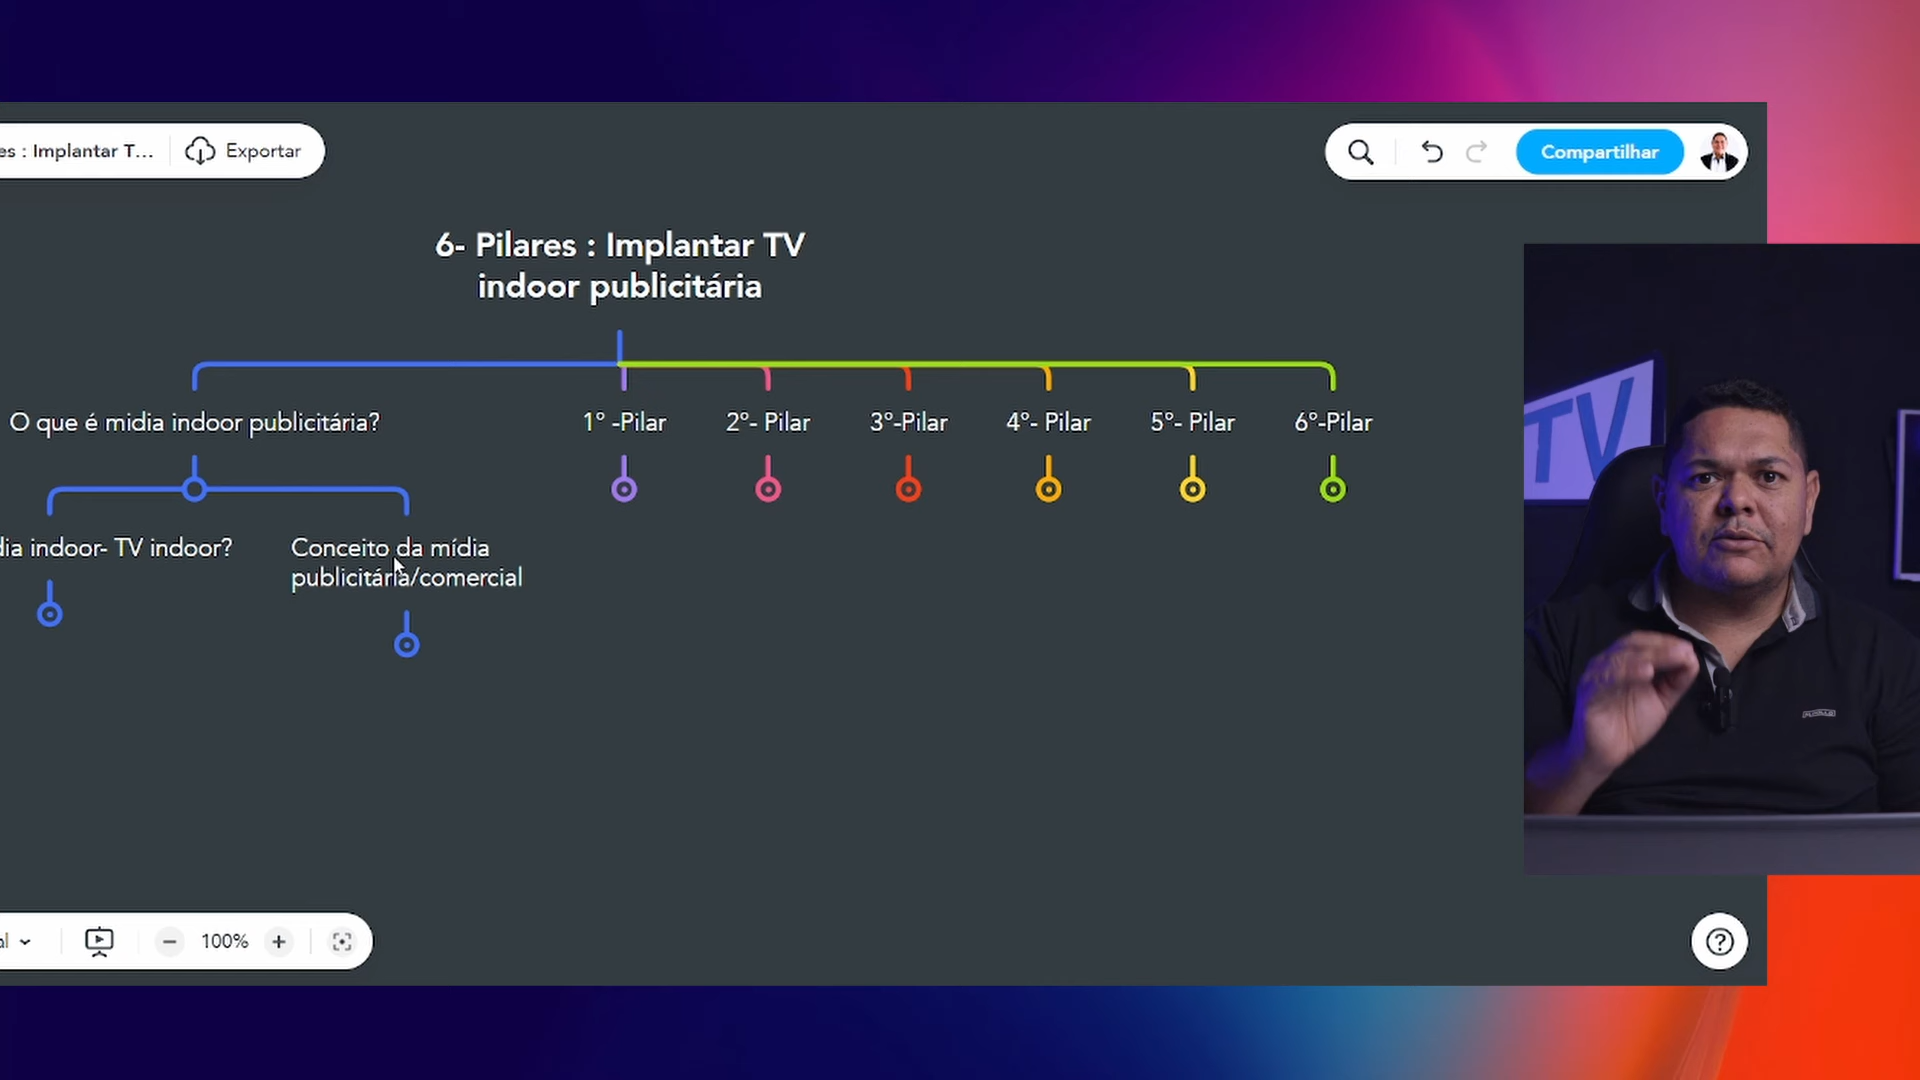 es : Implantar T...
Exportar
Compartilhar
6- Pilares : Implantar TV
indoor publicitária
O que é midia indoor publicitária?
1° -Pilar
2°- Pilar
3°-Pilar
4°- Pilar
5°- Pilar
6°-Pilar
dia indoor- TV indoor?
Conceito da mídia
publicitária/comercial
TV
al
100%